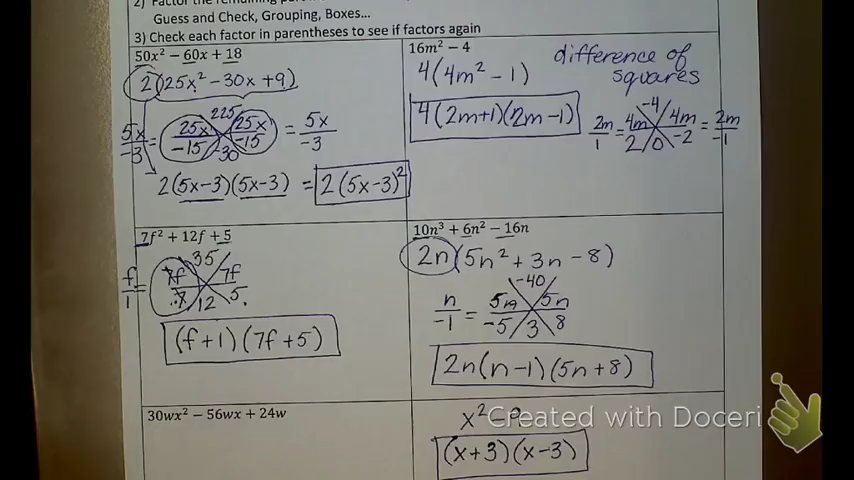 2) Factor the remaining
Guess and Check, Grouping, Boxes...
3) Check each factor in parentheses to see if factors again
50x² − 60x + 18
2(25x² −30x +9)
225
5x/-3 = 25x/-15 25x/-15 = 5x/-3
-30
2(5x−3)(5x−3) = 2(5x−3)²
16m² − 4
difference of squares
4(4m² − 1)
4(2m+1)(2m−1)
-4
2m/1 = 4m/2 4m/-2 = 2m/-1
0
7f² + 12f + 5
35
f/1 = 7f/7 7f/5
12
(f+1)(7f+5)
10n³ + 6n² − 16n
2n(5n² + 3n − 8)
-40
n/-1 = 5n/-5 5n/8
3
2n(n−1)(5n+8)
30wx² − 56wx + 24w
x² − 9
(x+3)(x−3)
Created with Doceri